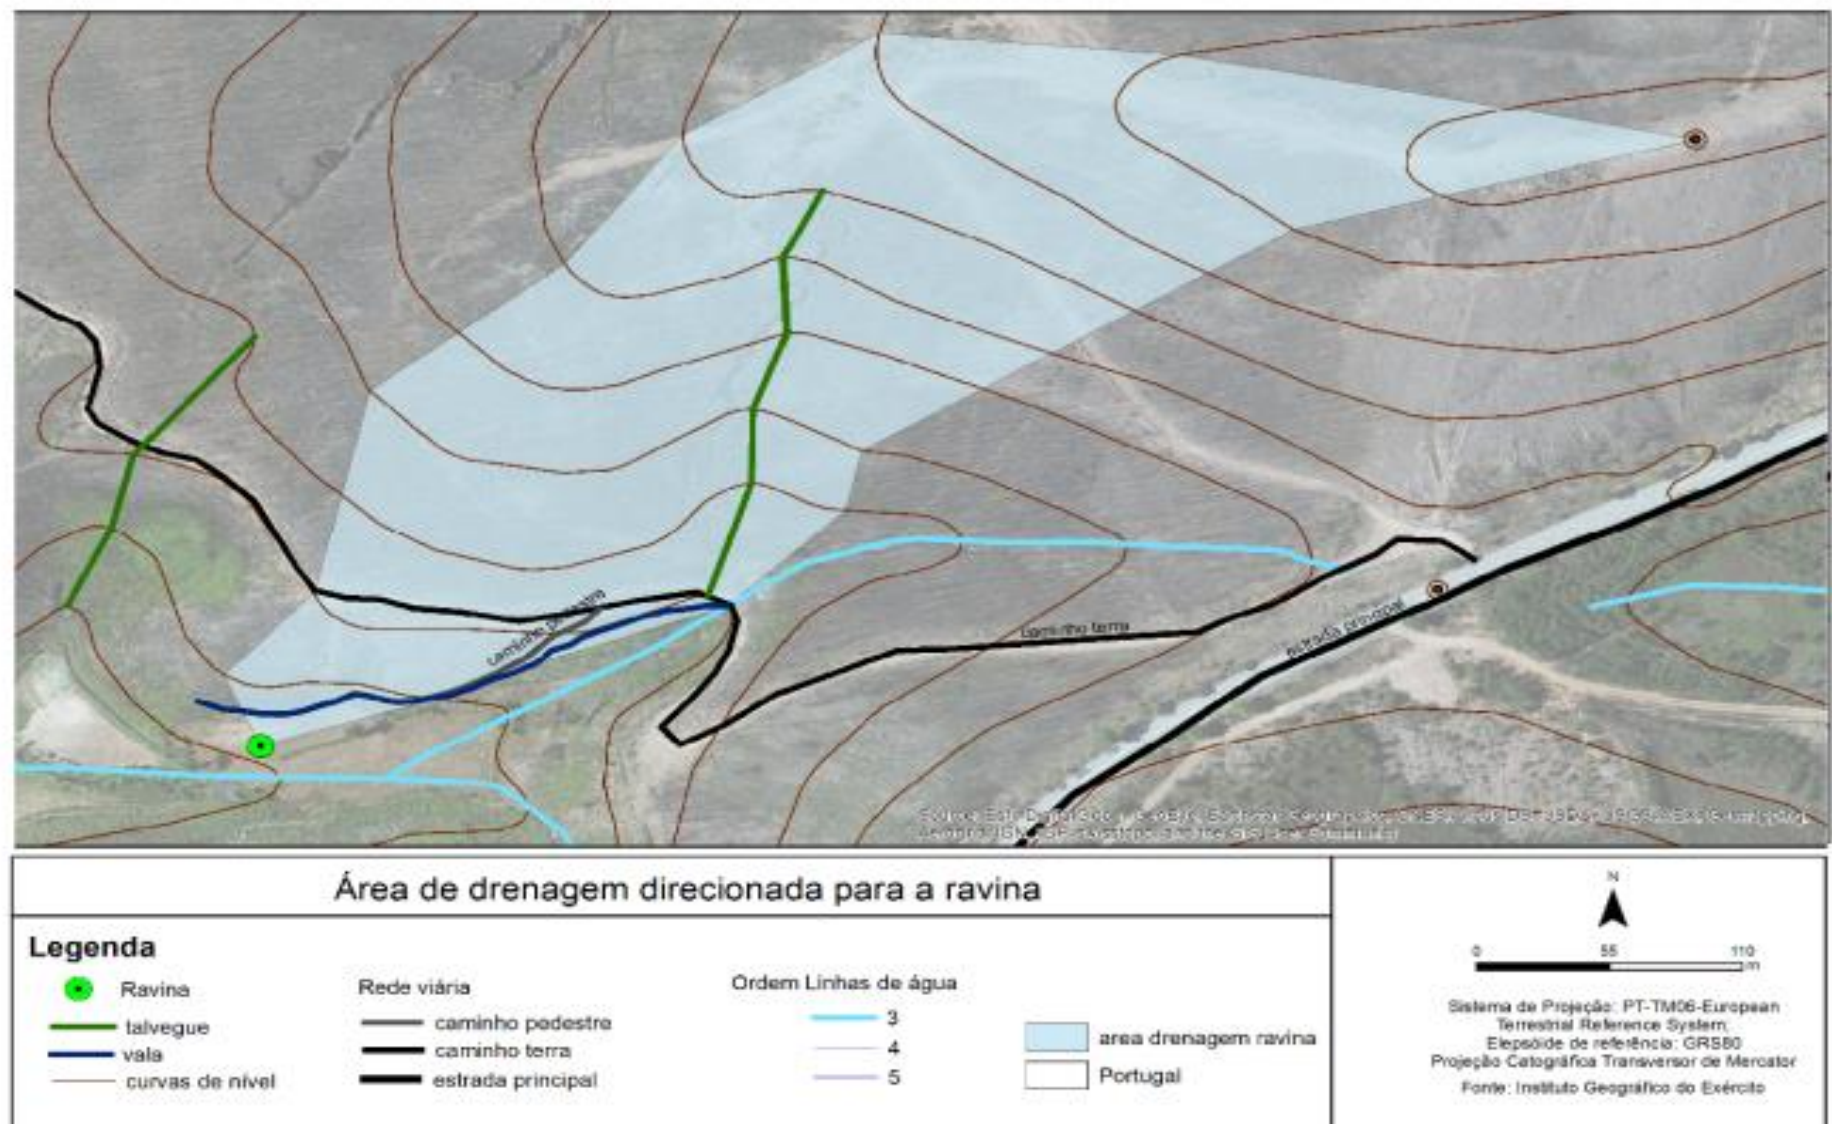 caminho pedestre
caminho terra
estrada principal
Área de drenagem direcionada para a ravina
Legenda
Ravina
talvegue
vala
curvas de nível
Rede viária
caminho pedestre
caminho terra
estrada principal
Ordem Linhas de água
3
4
5
area drenagem ravina
Portugal
N
0 55 110
m
Sistema de Projeção: PT-TM06-European
Terrestrial Reference System;
Elepsóide de referência: GRS80
Projeção Catográfica Transversor de Mercator
Fonte: Instituto Geográfico do Exército